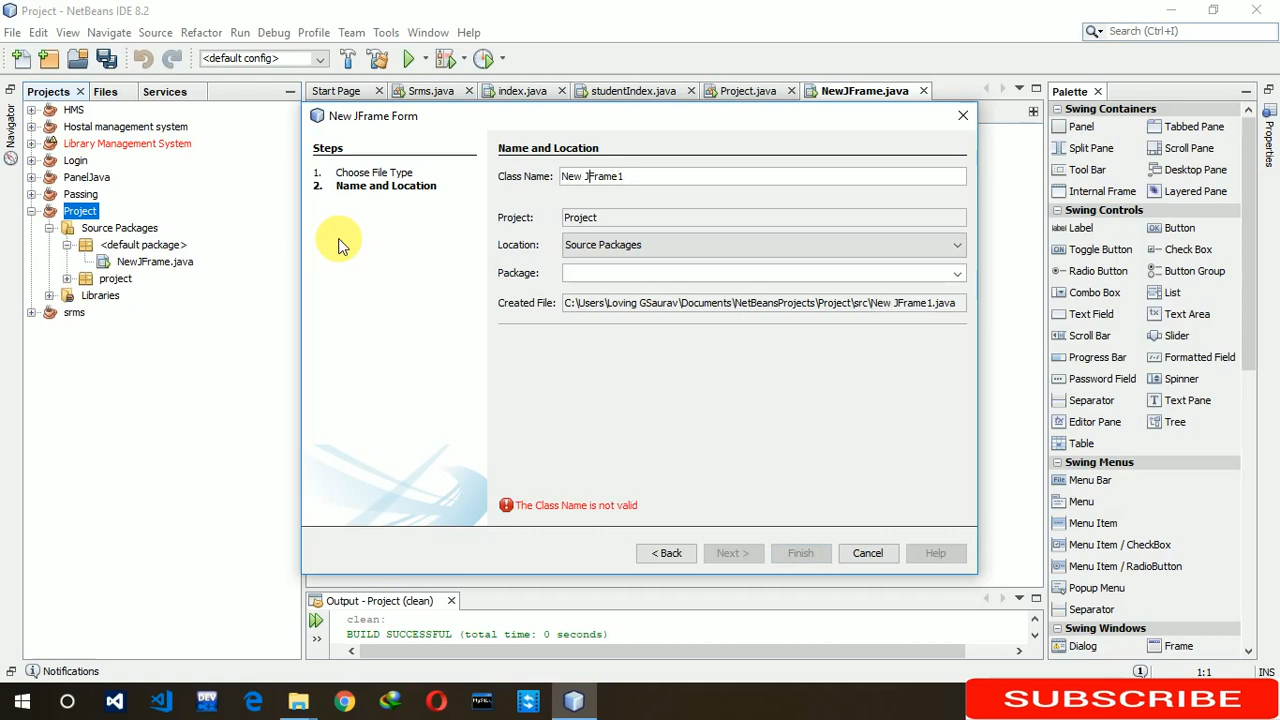 Project - NetBeans IDE 8.2
File Edit View Navigate Source Refactor Run Debug Profile Team Tools Window Help
Search (Ctrl+I)
<default config>
Projects Files Services
Start Page Srms.java index.java studentIndex.java Project.java NewJFrame.java
Palette
Navigator
Properties
HMS
Hostal management system
Library Management System
Login
PanelJava
Passing
Project
Source Packages
<default package>
NewJFrame.java
project
Libraries
srms
New JFrame Form
Steps
1. Choose File Type
2. Name and Location
Name and Location
Class Name: New JFrame1
Project: Project
Location: Source Packages
Package:
Created File: C:\Users\Loving GSaurav\Documents\NetBeansProjects\Project\src\New JFrame1.java
The Class Name is not valid
< Back Next > Finish Cancel Help
Swing Containers
Panel Tabbed Pane
Split Pane Scroll Pane
Tool Bar Desktop Pane
Internal Frame Layered Pane
Swing Controls
label Label Button
Toggle Button Check Box
Radio Button Button Group
Combo Box List
Text Field Text Area
Scroll Bar Slider
Progress Bar Formatted Field
Password Field Spinner
Separator Text Pane
Editor Pane Tree
Table
Swing Menus
File Menu Bar
Menu
Menu Item
Menu Item / CheckBox
Menu Item / RadioButton
Popup Menu
Separator
Swing Windows
Dialog Frame
Output - Project (clean)
clean:
BUILD SUCCESSFUL (total time: 0 seconds)
Notifications
1
1:1
INS
DEV
MySQL
SUBSCRIBE